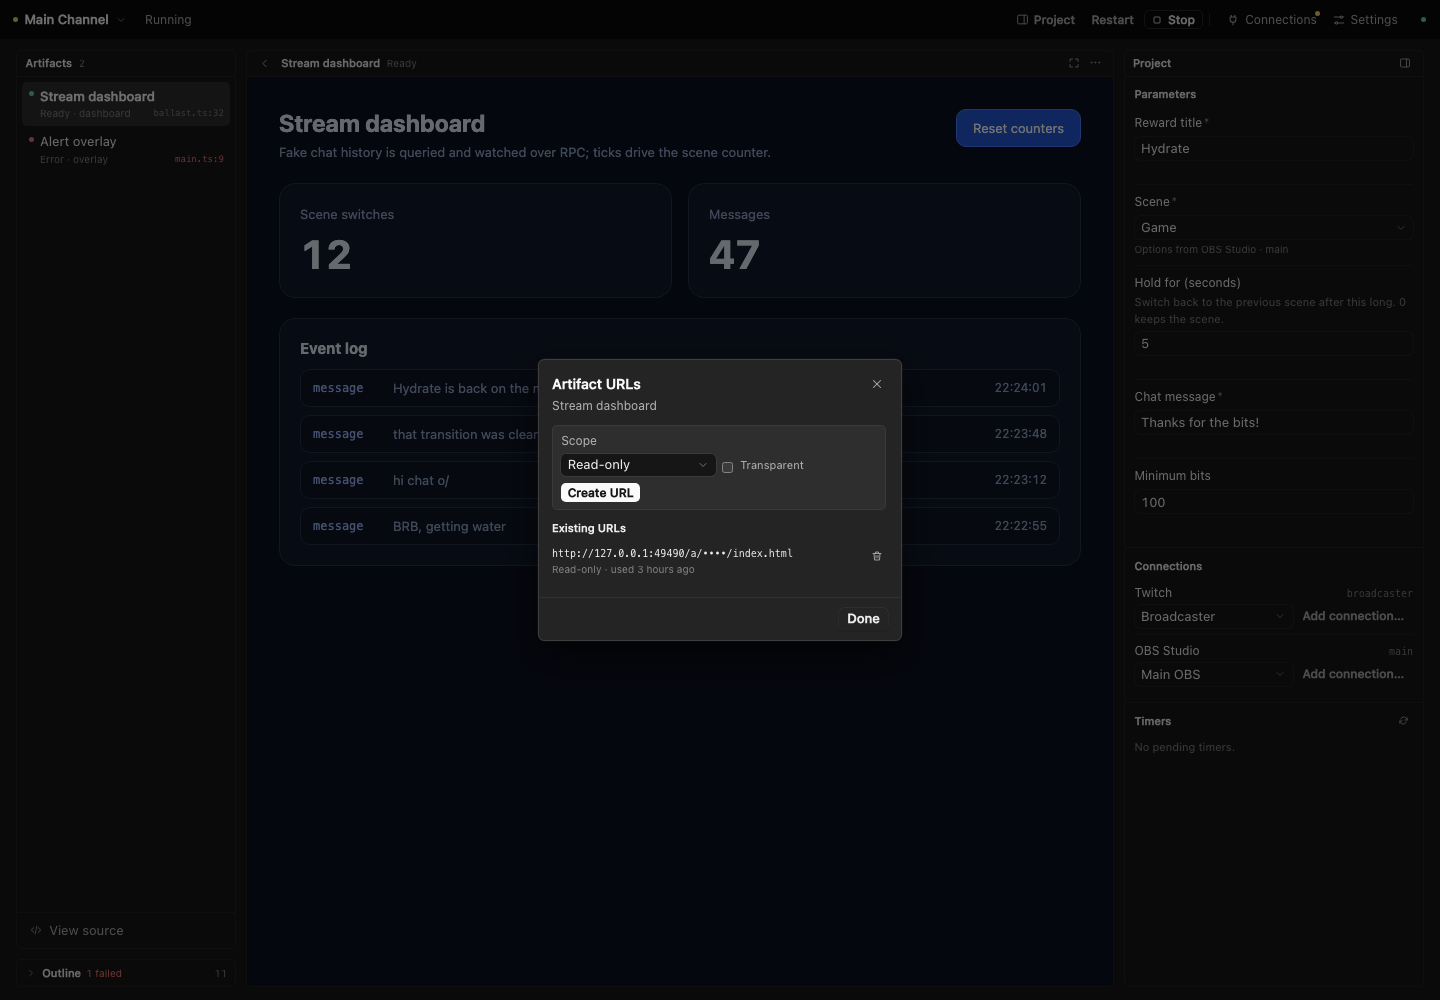 Main Channel
Running
Project
Restart
Stop
Connections
Settings
Artifacts 2
Stream dashboard
Ready · dashboard
ballast.ts:32
Alert overlay
Error · overlay
main.ts:9
View source
Outline 1 failed
11
Stream dashboard Ready
Stream dashboard
Fake chat history is queried and watched over RPC; ticks drive the scene counter.
Reset counters
Scene switches
12
Messages
47
Event log
message Hydrate is back on the
22:24:01
message that transition was clear
22:23:48
message hi chat o/
22:23:12
message BRB, getting water
22:22:55
Artifact URLs
Stream dashboard
Scope
Read-only
Transparent
Create URL
Existing URLs
http://127.0.0.1:49490/a/••••/index.html
Read-only · used 3 hours ago
Done
Project
Parameters
Reward title*
Hydrate
Scene*
Game
Options from OBS Studio · main
Hold for (seconds)
Switch back to the previous scene after this long. 0
keeps the scene.
5
Chat message*
Thanks for the bits!
Minimum bits
100
Connections
Twitch
broadcaster
Broadcaster
Add connection...
OBS Studio
main
Main OBS
Add connection...
Timers
No pending timers.